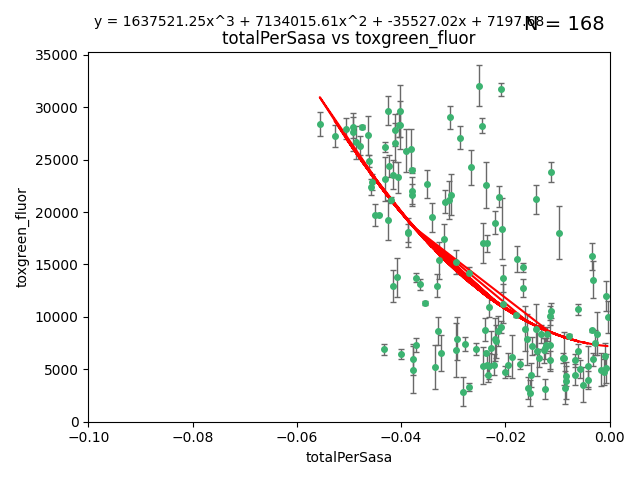 y = 1637521.25x^3 + 7134015.61x^2 + -35527.02x + 7197.68
N = 168
totalPerSasa vs toxgreen_fluor
35000
30000
25000
20000
15000
10000
5000
0
toxgreen_fluor
−0.10 −0.08 −0.06 −0.04 −0.02 0.00
totalPerSasa